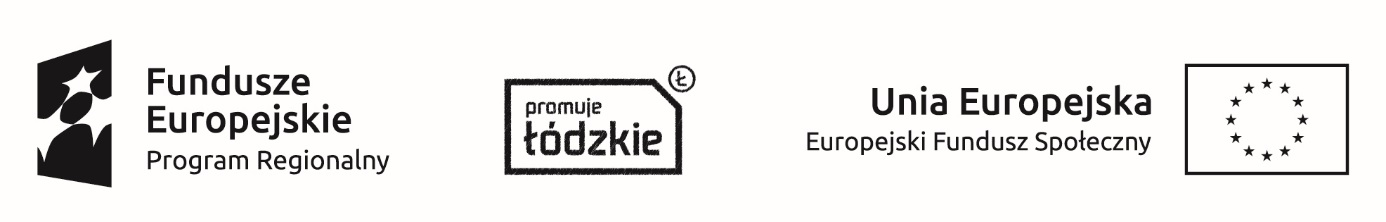 Fundusze
Europejskie
Program Regionalny
promuje
łódzkie
Ł
Unia Europejska
Europejski Fundusz Społeczny